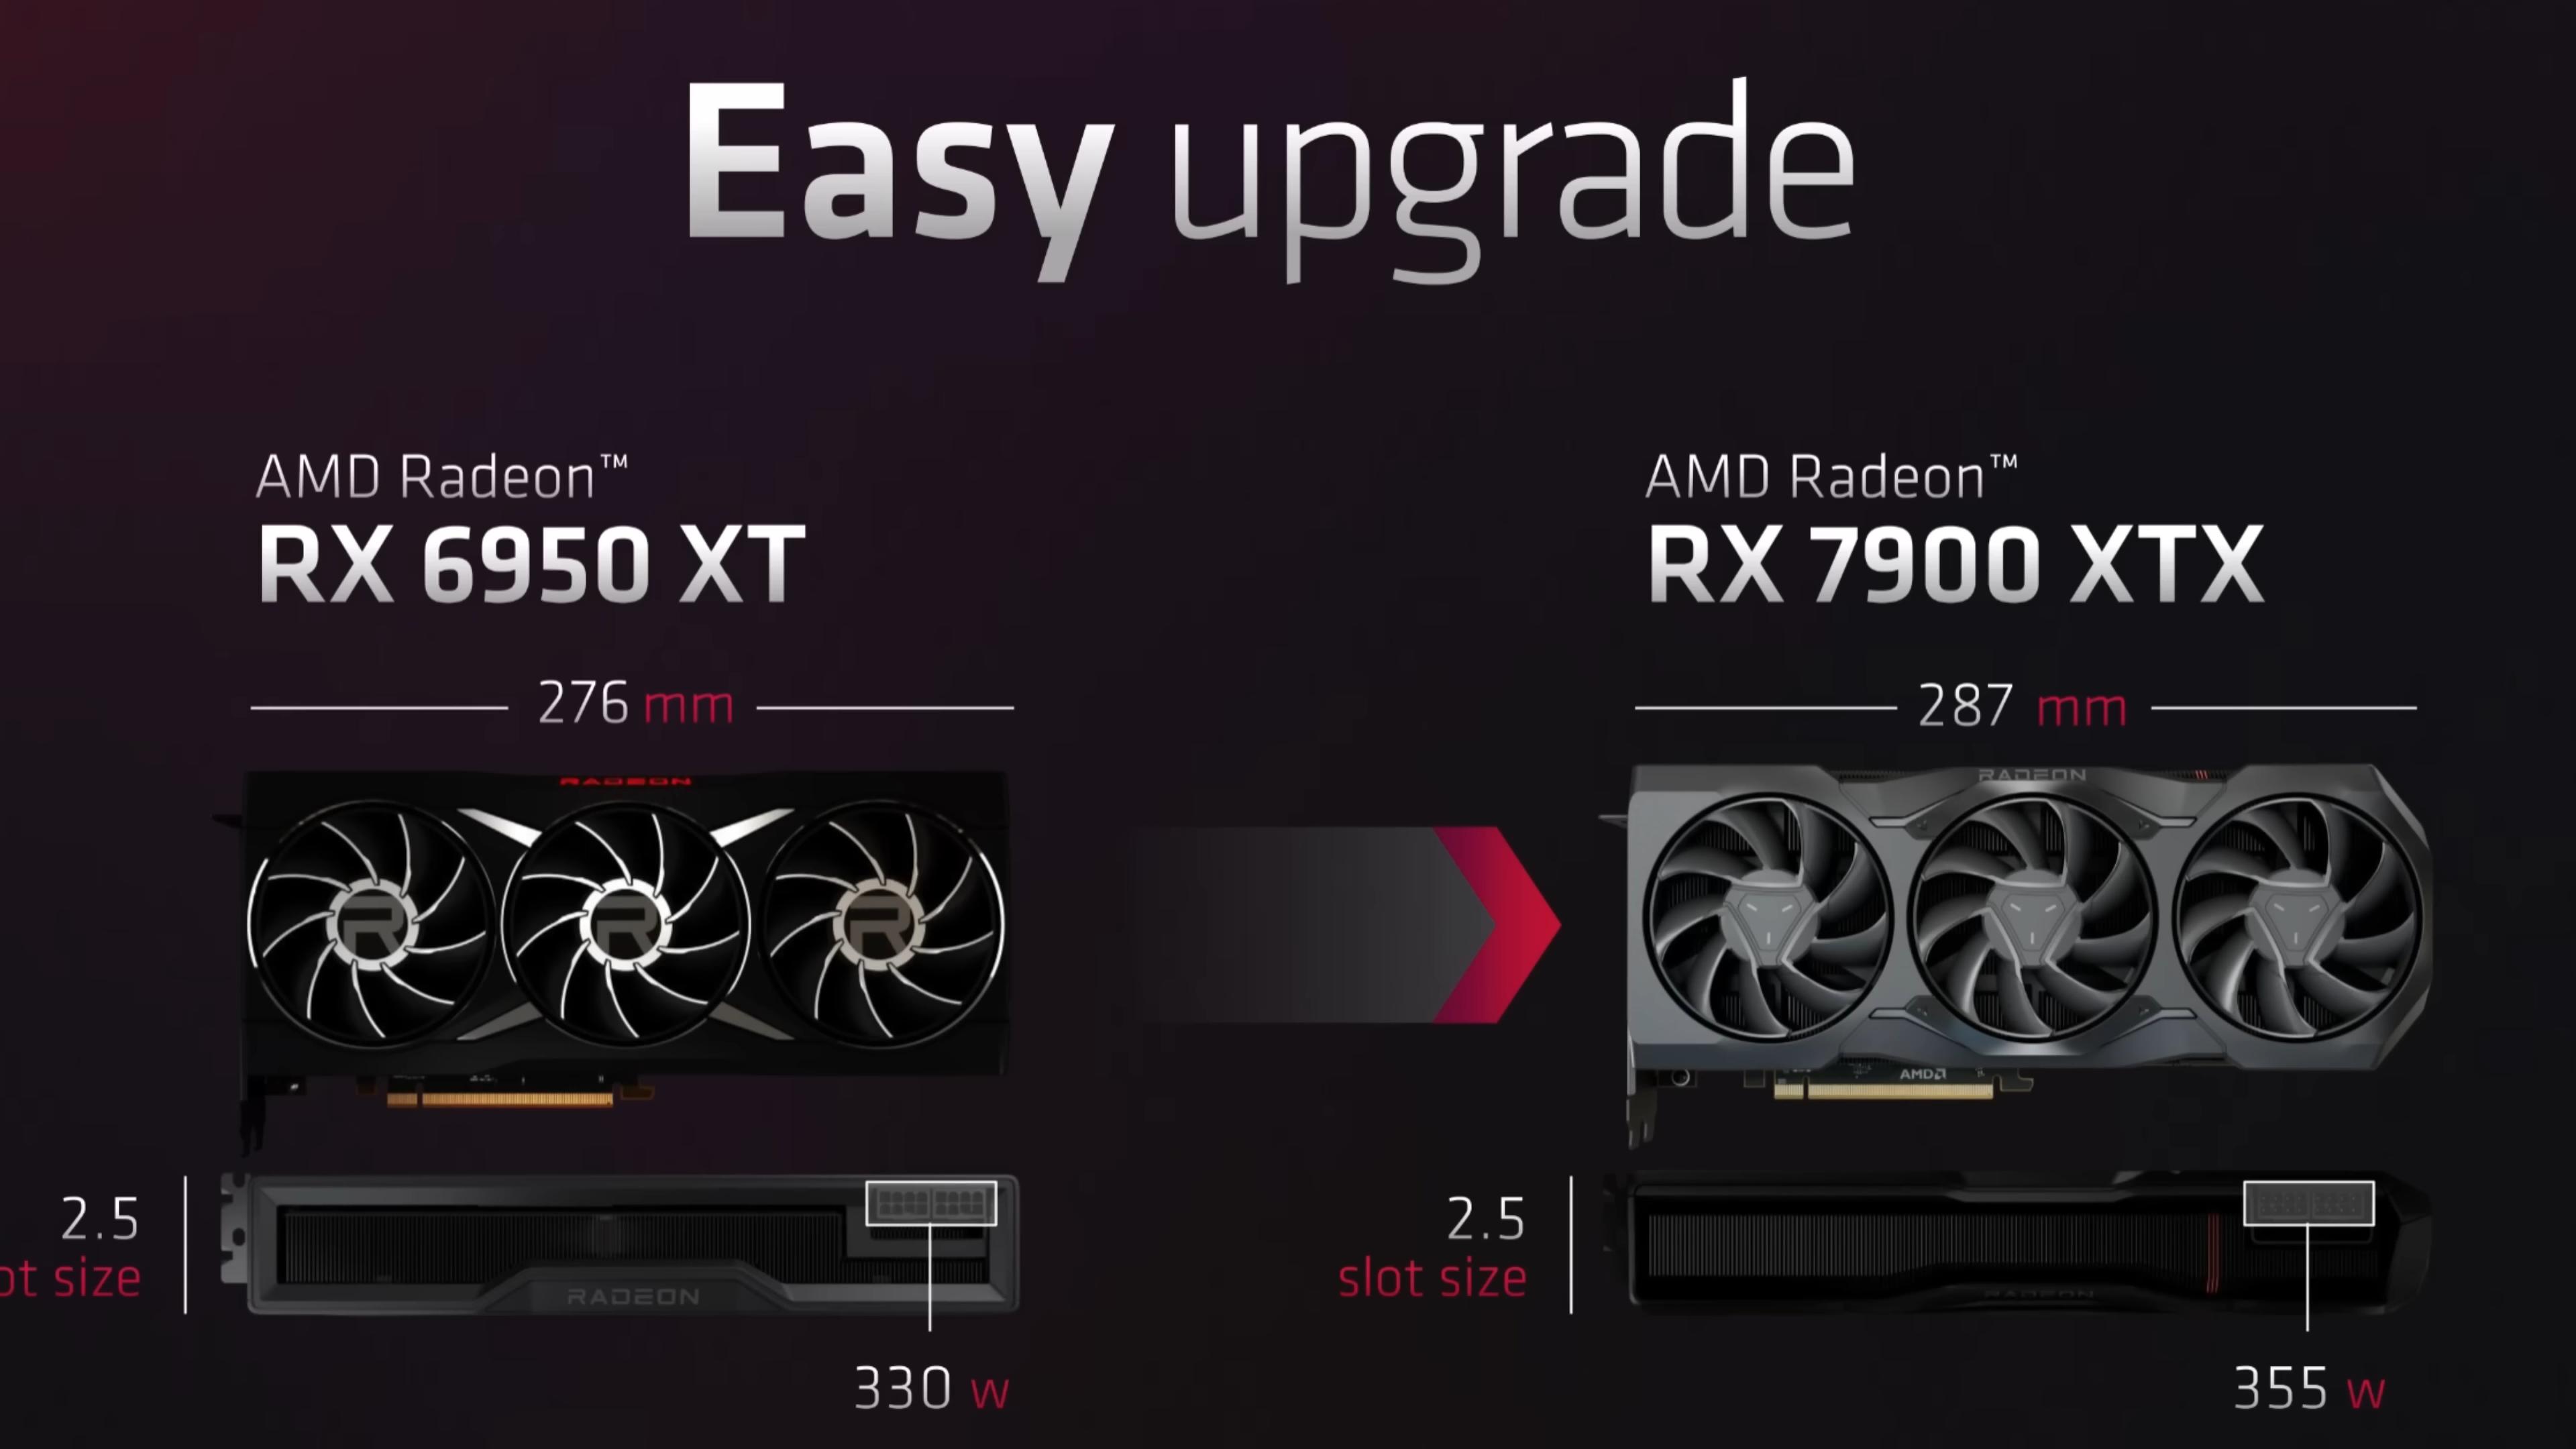 Easy upgrade
AMD Radeon™
RX 6950 XT
276 mm
RADEON
2.5
ot size
RADEON
330 W
AMD Radeon™
RX 7900 XTX
287 mm
RADEON
AMD
2.5
slot size
RADEON
355 W